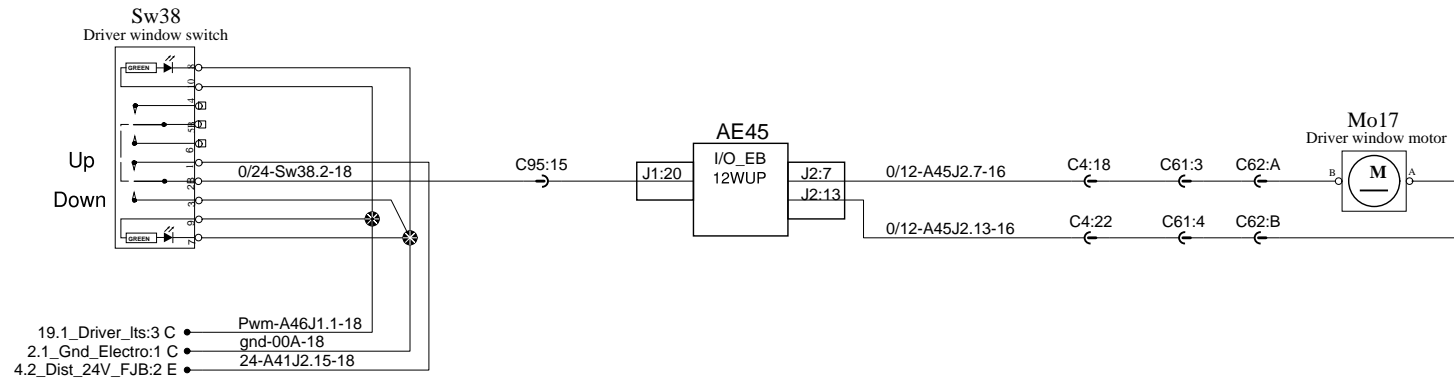 Sw38
Driver window switch
GREEN
8
10
4
5B
6
1
2B
3
9
7
GREEN
Up
Down
0/24-Sw38.2-18
C95:15
AE45
I/O_EB
12WUP
J1:20
J2:7
J2:13
0/12-A45J2.7-16
C4:18
C61:3
C62:A
0/12-A45J2.13-16
C4:22
C61:4
C62:B
Mo17
Driver window motor
B
M
A
19.1_Driver_lts:3 C
Pwm-A46J1.1-18
2.1_Gnd_Electro:1 C
gnd-00A-18
4.2_Dist_24V_FJB:2 E
24-A41J2.15-18